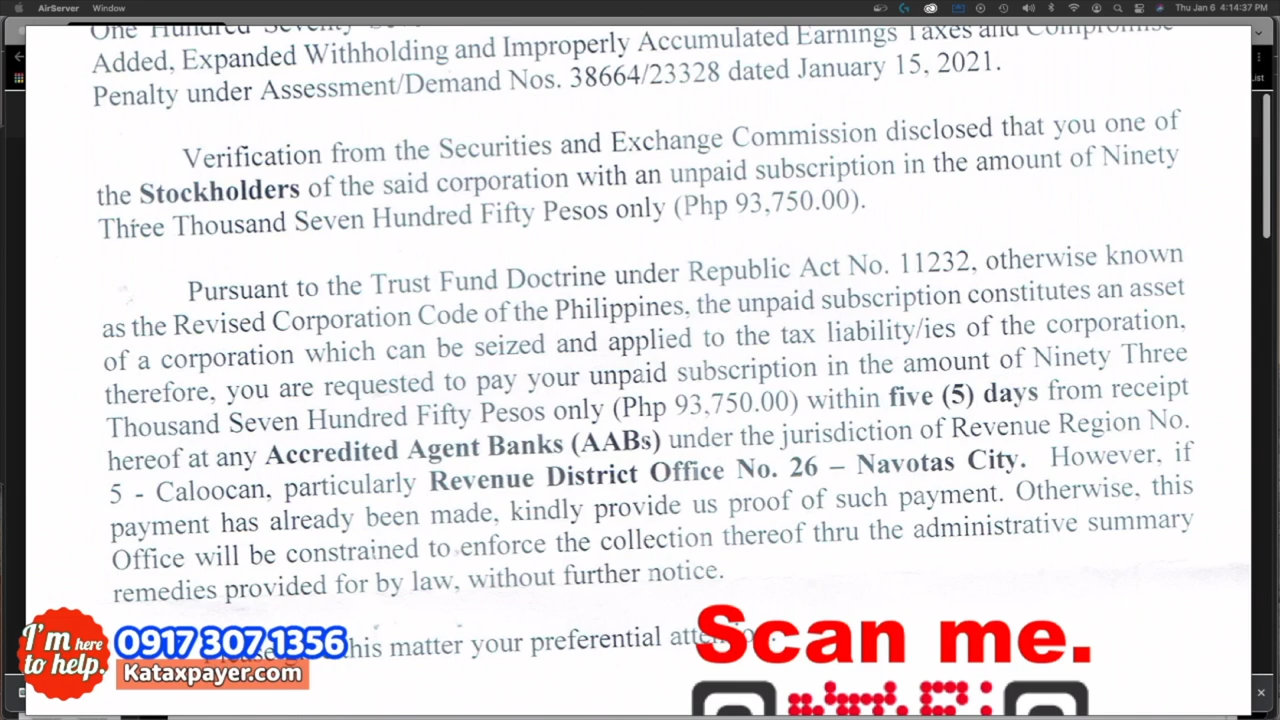 AirServer Window Thu Jan 6 4:14:37 PM
One Hundred
Added, Expanded Withholding and Improperly Accumulated Earnings Taxes and Compromise
Penalty under Assessment/Demand Nos. 38664/23328 dated January 15, 2021.
Verification from the Securities and Exchange Commission disclosed that you one of
the Stockholders of the said corporation with an unpaid subscription in the amount of Ninety
Three Thousand Seven Hundred Fifty Pesos only (Php 93,750.00).
Pursuant to the Trust Fund Doctrine under Republic Act No. 11232, otherwise known
as the Revised Corporation Code of the Philippines, the unpaid subscription constitutes an asset
of a corporation which can be seized and applied to the tax liability/ies of the corporation,
therefore, you are requested to pay your unpaid subscription in the amount of Ninety Three
Thousand Seven Hundred Fifty Pesos only (Php 93,750.00) within five (5) days from receipt
hereof at any Accredited Agent Banks (AABs) under the jurisdiction of Revenue Region No.
5 - Caloocan, particularly Revenue District Office No. 26 – Navotas City. However, if
payment has already been made, kindly provide us proof of such payment. Otherwise, this
Office will be constrained to enforce the collection thereof thru the administrative summary
remedies provided for by law, without further notice.
this matter your preferential
I'm here
to help.
0917 307 1356
Kataxpayer.com
Scan me.